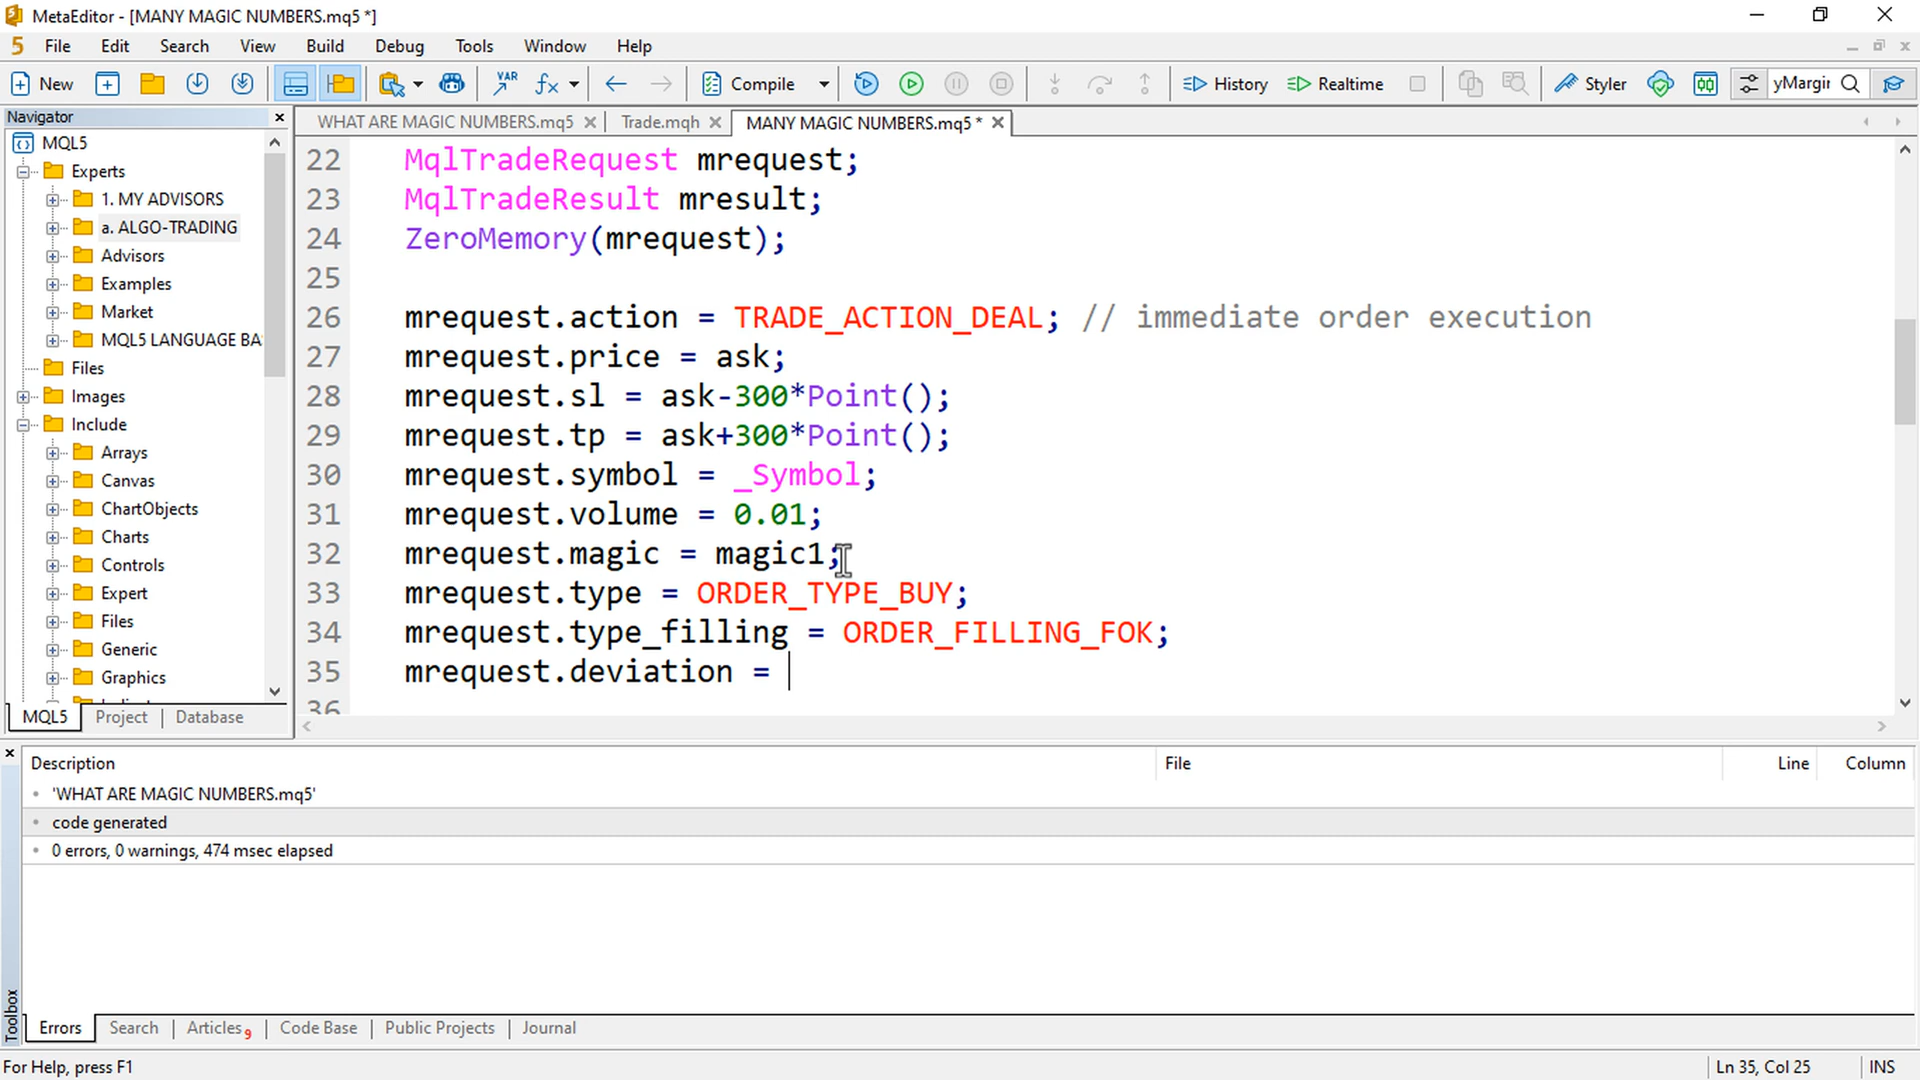 MetaEditor - [MANY MAGIC NUMBERS.mq5 *]
5 File Edit Search View Build Debug Tools Window Help
New VAR Compile History Realtime Styler yMargir
Navigator
MQL5
Experts
1. MY ADVISORS
a. ALGO-TRADING
Advisors
Examples
Market
MQL5 LANGUAGE BA
Files
Images
Include
Arrays
Canvas
ChartObjects
Charts
Controls
Expert
Files
Generic
Graphics
MQL5 Project Database
WHAT ARE MAGIC NUMBERS.mq5 Trade.mqh MANY MAGIC NUMBERS.mq5 *
22 MqlTradeRequest mrequest;
23 MqlTradeResult mresult;
24 ZeroMemory(mrequest);
25
26 mrequest.action = TRADE_ACTION_DEAL; // immediate order execution
27 mrequest.price = ask;
28 mrequest.sl = ask-300*Point();
29 mrequest.tp = ask+300*Point();
30 mrequest.symbol = _Symbol;
31 mrequest.volume = 0.01;
32 mrequest.magic = magic1;
33 mrequest.type = ORDER_TYPE_BUY;
34 mrequest.type_filling = ORDER_FILLING_FOK;
35 mrequest.deviation =
36
Description File Line Column
'WHAT ARE MAGIC NUMBERS.mq5'
code generated
0 errors, 0 warnings, 474 msec elapsed
Toolbox
Errors Search Articles 9 Code Base Public Projects Journal
For Help, press F1 Ln 35, Col 25 INS